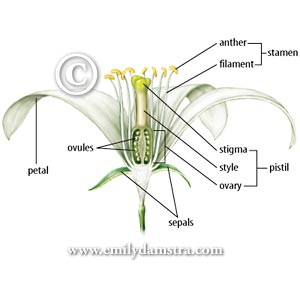 ©
anther
stamen
filament
stigma
style
pistil
ovary
ovules
petal
sepals
www.emilydamstra.com